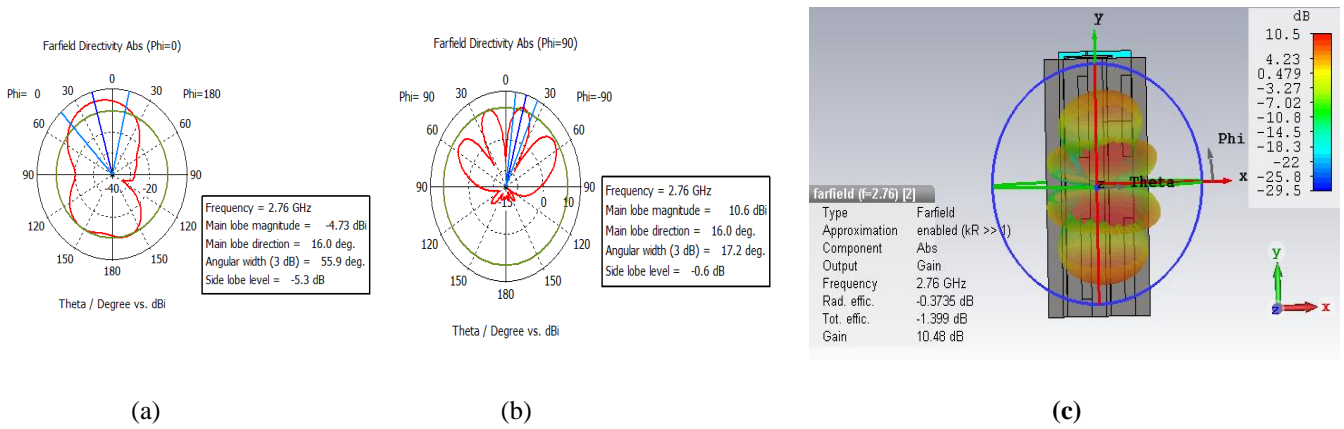 Farfield Directivity Abs (Phi=0)
Phi= 0
30
0
30
Phi=180
60
60
90
-40
-20
90
120
120
150
150
180
Theta / Degree vs. dBi
Frequency = 2.76 GHz
Main lobe magnitude = -4.73 dBi
Main lobe direction = 16.0 deg.
Angular width (3 dB) = 55.9 deg.
Side lobe level = -5.3 dB
Farfield Directivity Abs (Phi=90)
Phi= 90
30
0
30
Phi=-90
60
60
90
0
10
90
120
120
150
150
180
Theta / Degree vs. dBi
Frequency = 2.76 GHz
Main lobe magnitude = 10.6 dBi
Main lobe direction = 16.0 deg.
Angular width (3 dB) = 17.2 deg.
Side lobe level = -0.6 dB
y
Phi
x
z
Theta
dB
10.5
4.23
0.479
-3.27
-7.02
-10.8
-14.5
-18.3
-22
-25.8
-29.5
farfield (f=2.76) [2]
Type Farfield
Approximation enabled (kR >> 1)
Component Abs
Output Gain
Frequency 2.76 GHz
Rad. effic. -0.3735 dB
Tot. effic. -1.399 dB
Gain 10.48 dB
y
z
x
(a)
(b)
(c)